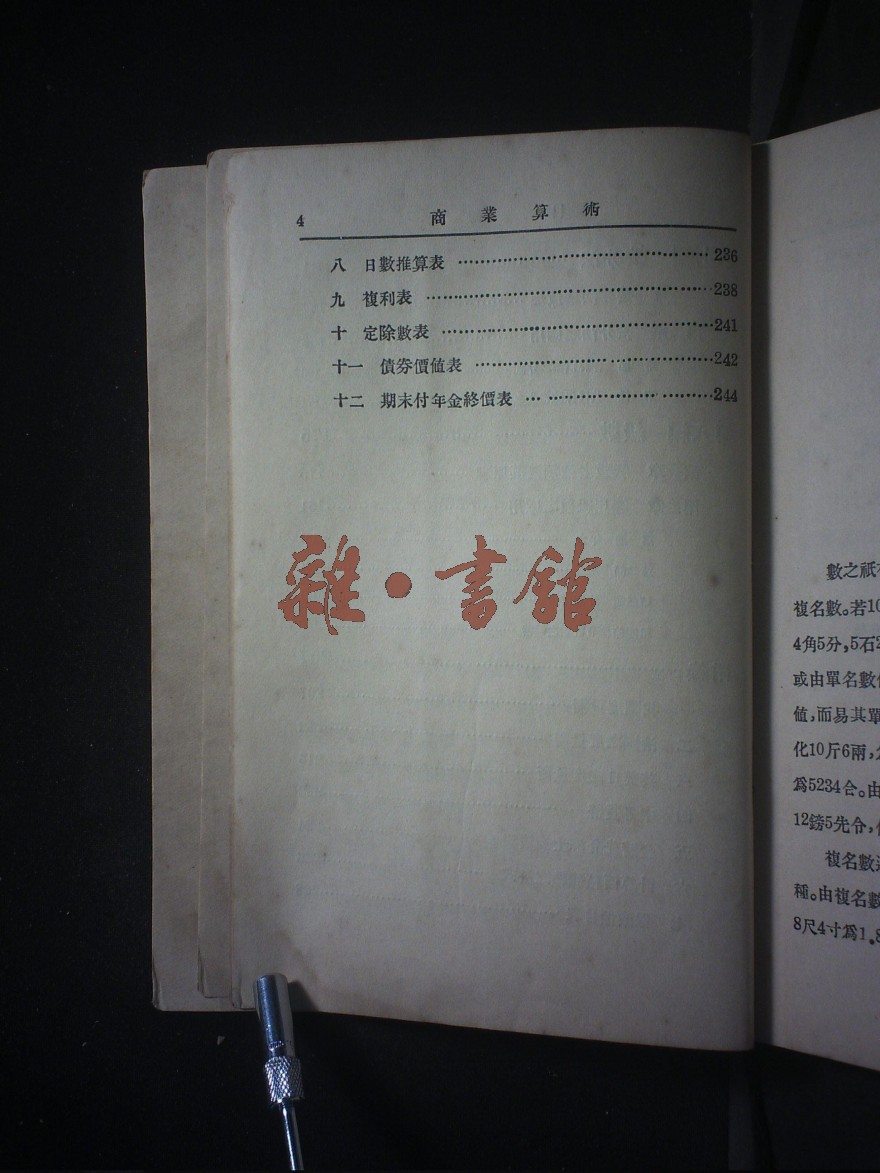 4 商業算術
八 日數推算表 236
九 複利表 238
十 定除數表 241
十一 債券價值表 242
十二 期末付年金終價表 244
雜·書館
數之祇
複名數。若10
4角5分,5石2
或由單名數
值,而易其單
化10斤6兩,
爲5234合。由
12鎊5先令,
複名數
種。由複名數
8尺4寸爲1.8